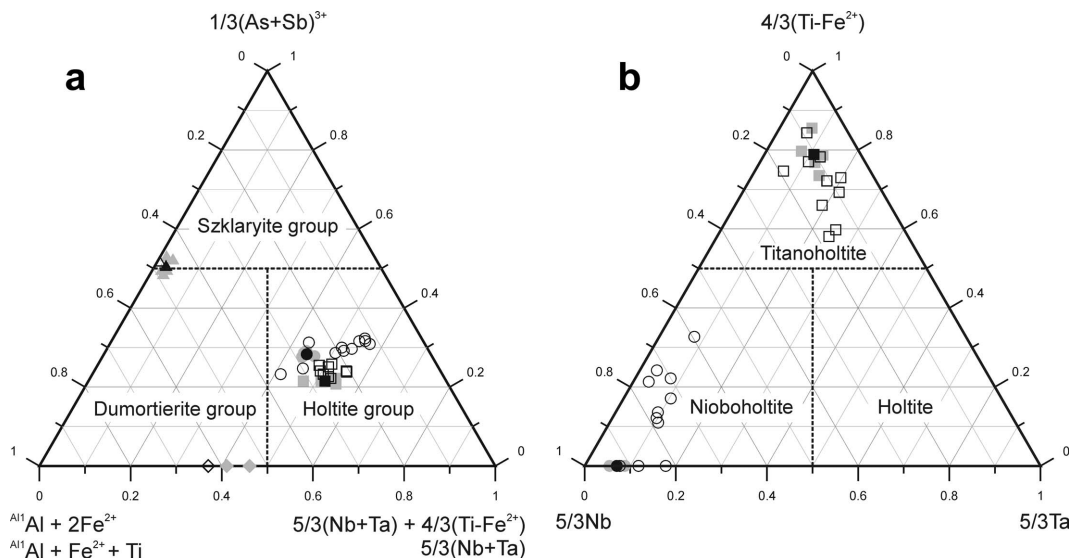 1/3(As+Sb)³⁺
4/3(Ti-Fe²⁺)
a
b
0
1
0
1
0.2
0.8
0.2
0.8
0.4
0.6
0.4
0.6
Szklaryite group
Titanoholtite
0.6
0.4
0.6
0.4
0.8
0.2
0.8
0.2
Dumortierite group
Holtite group
Nioboholtite
Holtite
1
0
1
0
0
0.2
0.4
0.6
0.8
1
0
0.2
0.4
0.6
0.8
1
ᴬˡ¹Al + 2Fe²⁺
5/3(Nb+Ta) + 4/3(Ti-Fe²⁺)
5/3Nb
5/3Ta
ᴬˡ¹Al + Fe²⁺ + Ti
5/3(Nb+Ta)